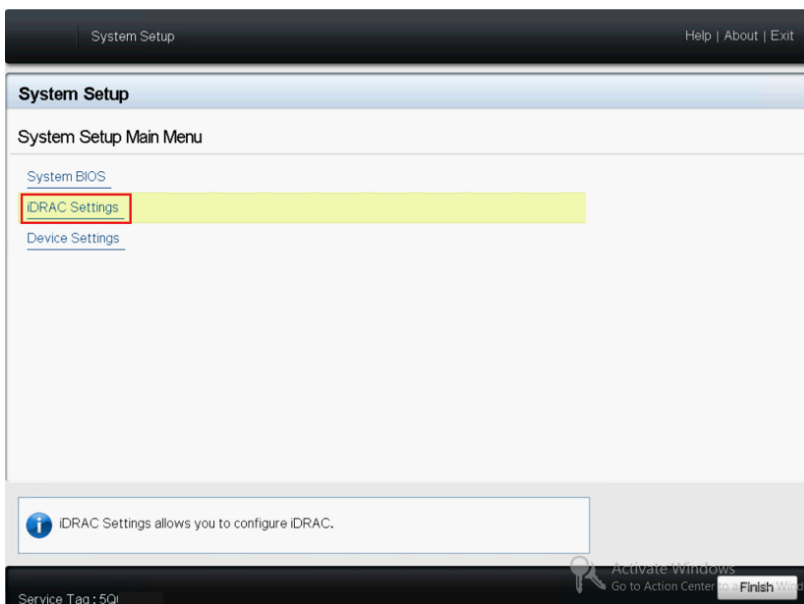 System Setup
Help | About | Exit
System Setup
System Setup Main Menu
System BIOS
iDRAC Settings
Device Settings
iDRAC Settings allows you to configure iDRAC.
Activate Windows
Go to Action Center
Finish
Service Tag : 5Q